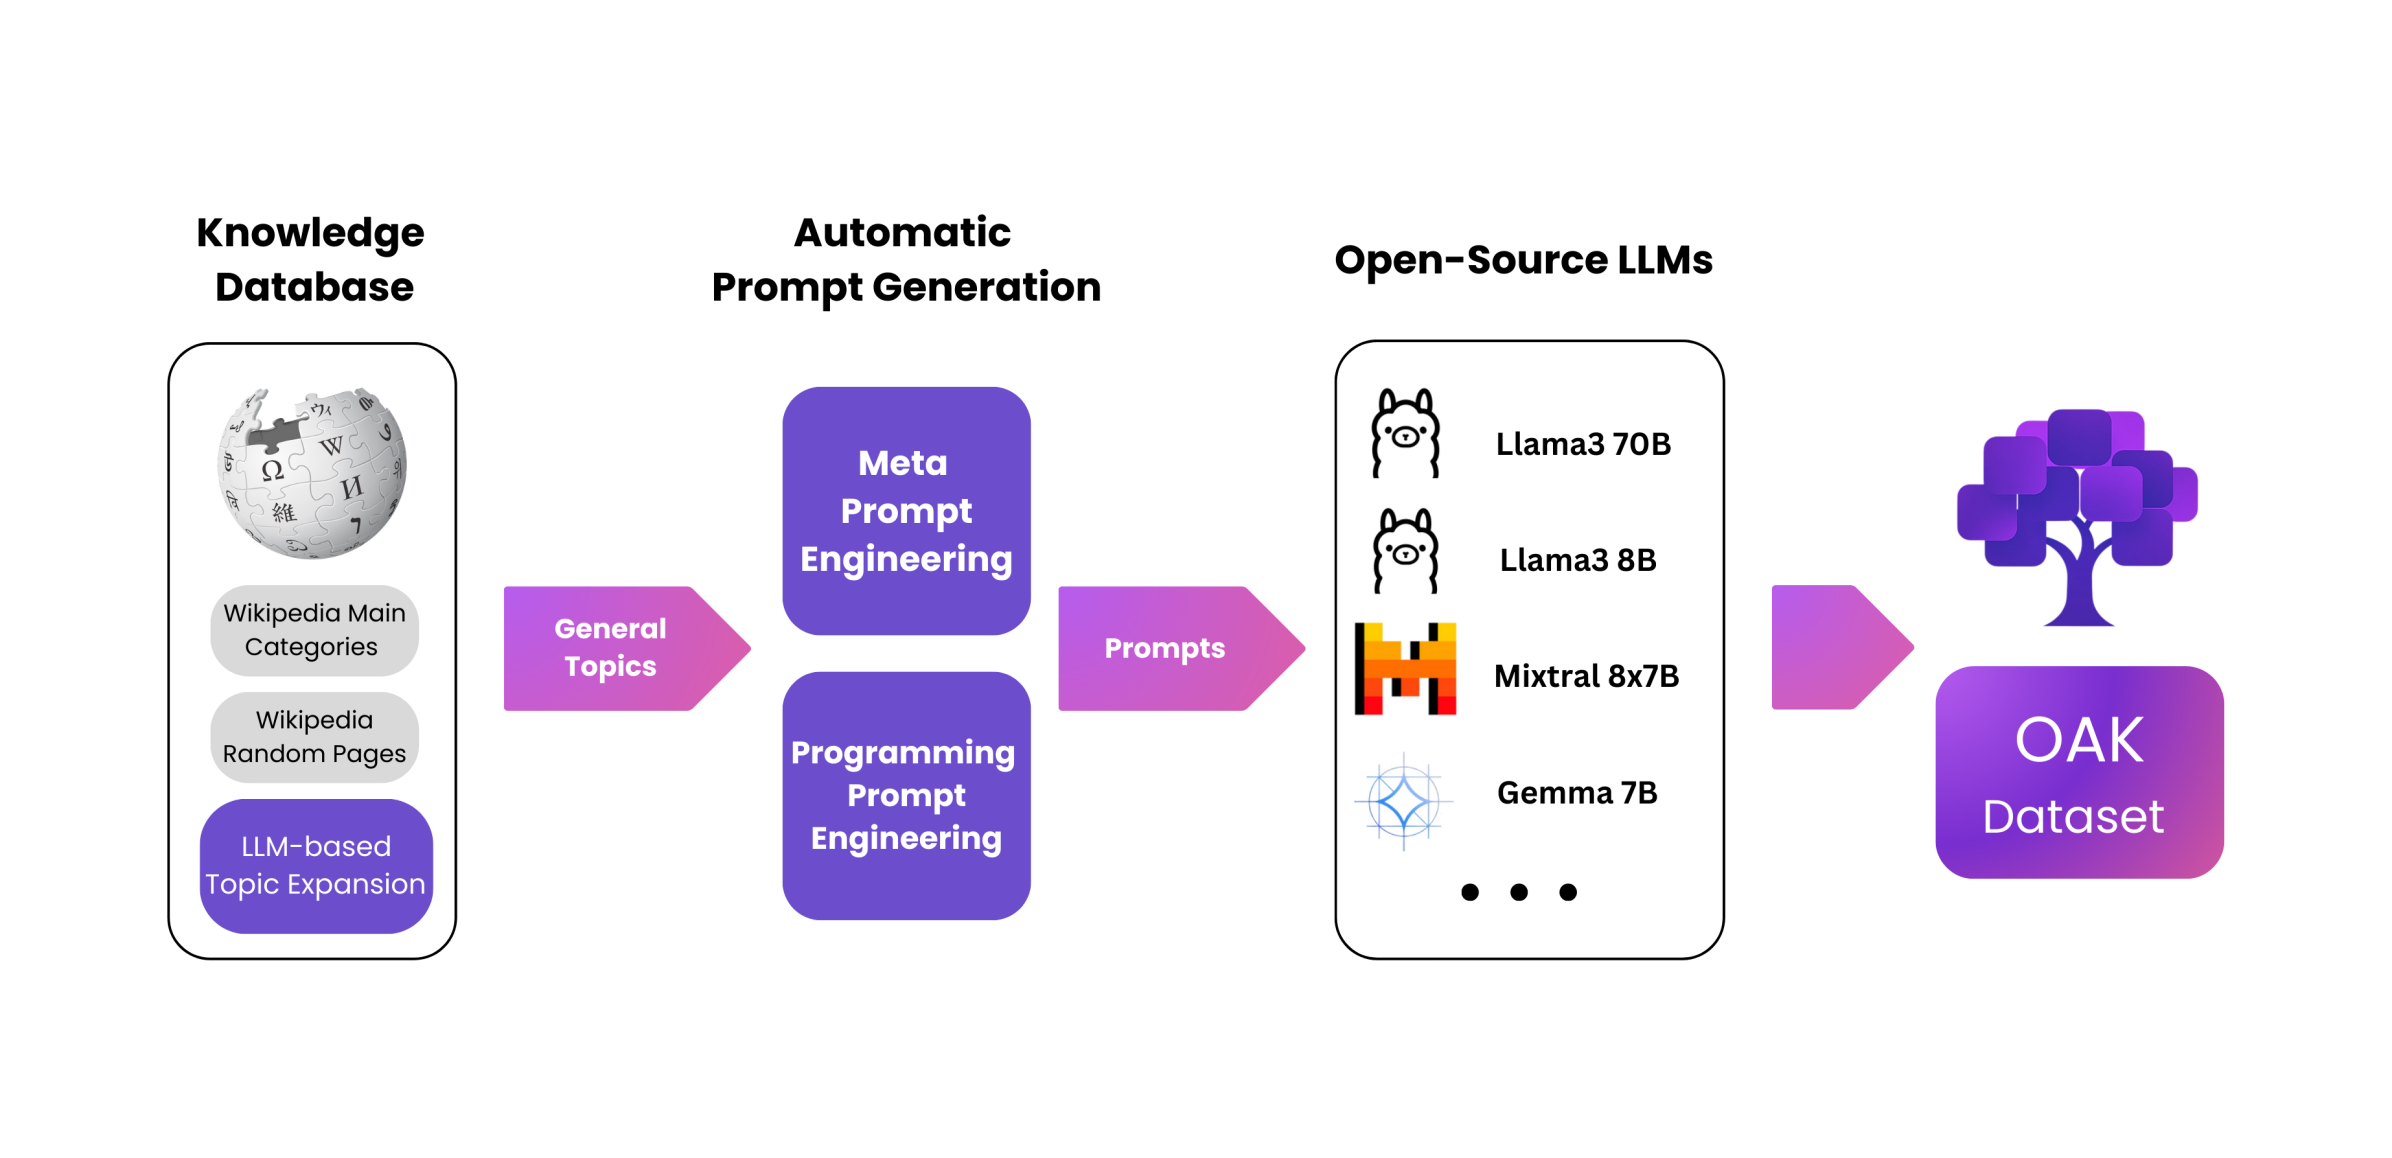 Knowledge
Database
Wikipedia Main
Categories
Wikipedia
Random Pages
LLM-based
Topic Expansion
General
Topics
Automatic
Prompt Generation
Meta
Prompt
Engineering
Programming
Prompt
Engineering
Prompts
Open-Source LLMs
Llama3 70B
Llama3 8B
Mixtral 8x7B
Gemma 7B
OAK
Dataset